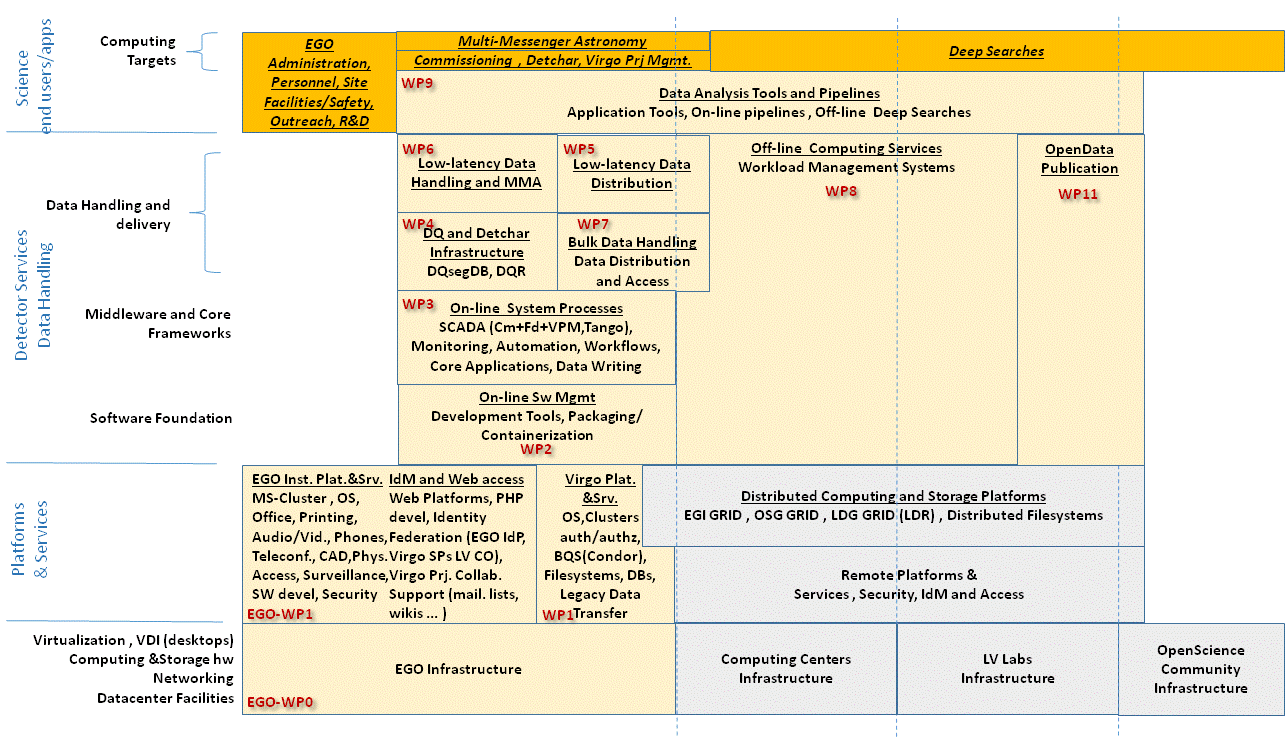 Science
end users/apps
Computing
Targets
EGO
Administration,
Personnel, Site
Facilities/Safety,
Outreach, R&D
Multi-Messenger Astronomy
Commissioning , Detchar, Virgo Prj Mgmt.
Deep Searches
WP9
Data Analysis Tools and Pipelines
Application Tools, On-line pipelines , Off-line Deep Searches
Detector Services
Data Handling
Data Handling and
delivery
WP6
Low-latency Data
Handling and MMA
WP5
Low-latency Data
Distribution
Off-line Computing Services
Workload Management Systems
WP8
OpenData
Publication
WP11
WP4
DQ and Detchar
Infrastructure
DQsegDB, DQR
WP7
Bulk Data Handling
Data Distribution
and Access
Middleware and Core
Frameworks
WP3
On-line System Processes
SCADA (Cm+Fd+VPM,Tango),
Monitoring, Automation, Workflows,
Core Applications, Data Writing
Software Foundation
On-line Sw Mgmt
Development Tools, Packaging/
Containerization
WP2
Platforms
& Services
EGO Inst. Plat.&Srv.
MS-Cluster , OS,
Office, Printing,
Audio/Vid., Phones,
Teleconf., CAD,Phys.
Access, Surveillance,
SW devel, Security
EGO-WP1
IdM and Web access
Web Platforms, PHP
devel, Identity
Federation (EGO IdP,
Virgo SPs LV CO),
Virgo Prj. Collab.
Support (mail. lists,
wikis ... )
Virgo Plat.
&Srv.
OS,Clusters
auth/authz,
BQS(Condor),
Filesystems, DBs,
Legacy Data
Transfer
WP1
Distributed Computing and Storage Platforms
EGI GRID , OSG GRID , LDG GRID (LDR) , Distributed Filesystems
Remote Platforms &
Services , Security, IdM and Access
Virtualization , VDI (desktops)
Computing &Storage hw
Networking
Datacenter Facilities
EGO Infrastructure
EGO-WP0
Computing Centers
Infrastructure
LV Labs
Infrastructure
OpenScience
Community
Infrastructure